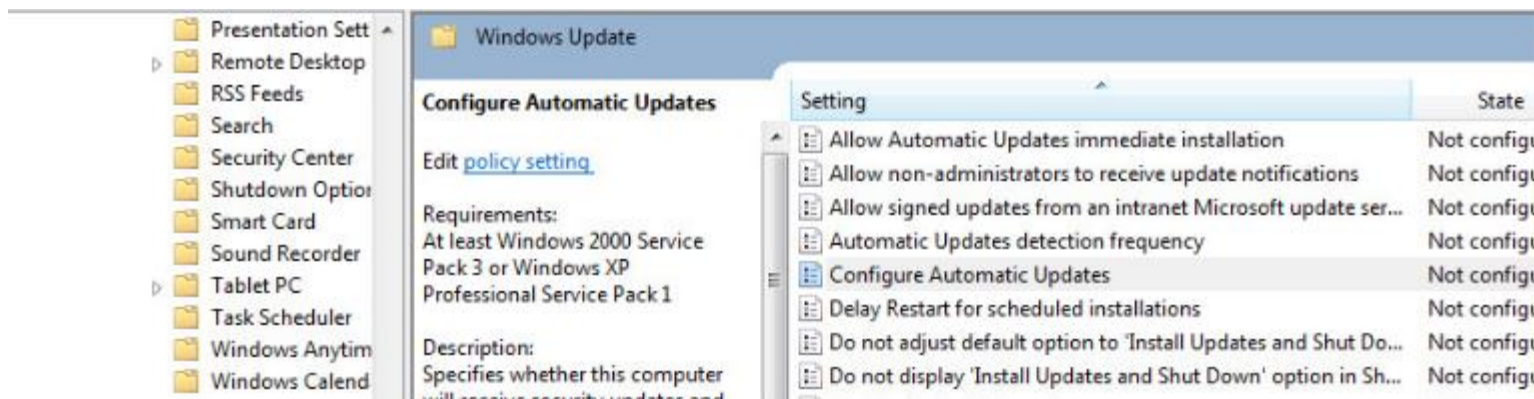 Presentation Sett
Remote Desktop
RSS Feeds
Search
Security Center
Shutdown Option
Smart Card
Sound Recorder
Tablet PC
Task Scheduler
Windows Anytim
Windows Calend
Windows Update
Configure Automatic Updates
Edit policy setting
Requirements:
At least Windows 2000 Service
Pack 3 or Windows XP
Professional Service Pack 1
Description:
Specifies whether this computer
will receive security updates and
Setting State
Allow Automatic Updates immediate installation Not configu
Allow non-administrators to receive update notifications Not configu
Allow signed updates from an intranet Microsoft update ser... Not configu
Automatic Updates detection frequency Not configu
Configure Automatic Updates Not configu
Delay Restart for scheduled installations Not configu
Do not adjust default option to 'Install Updates and Shut Do... Not configu
Do not display 'Install Updates and Shut Down' option in Sh... Not configu